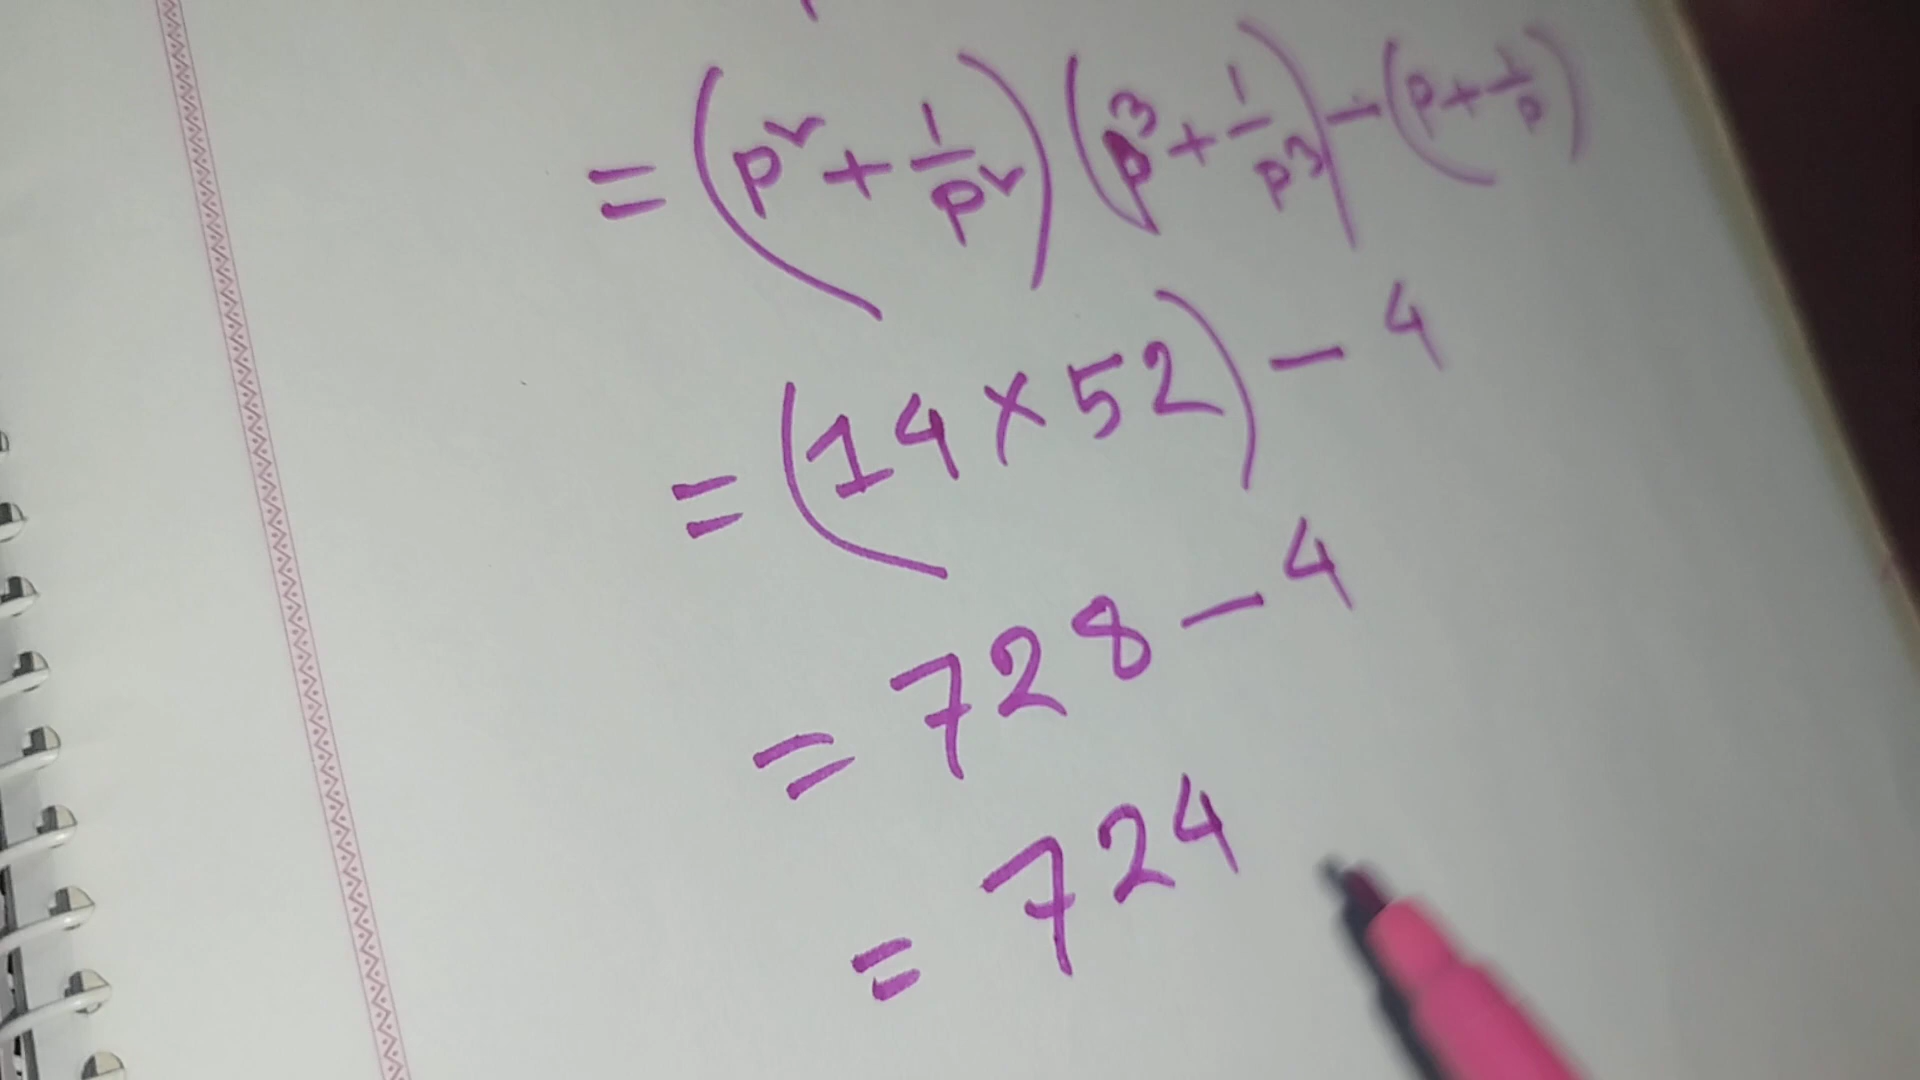 = (p² + 1/p²) (p³ + 1/p³) - (p + 1/p)
= (14 × 52) - 4
= 728 - 4
= 724